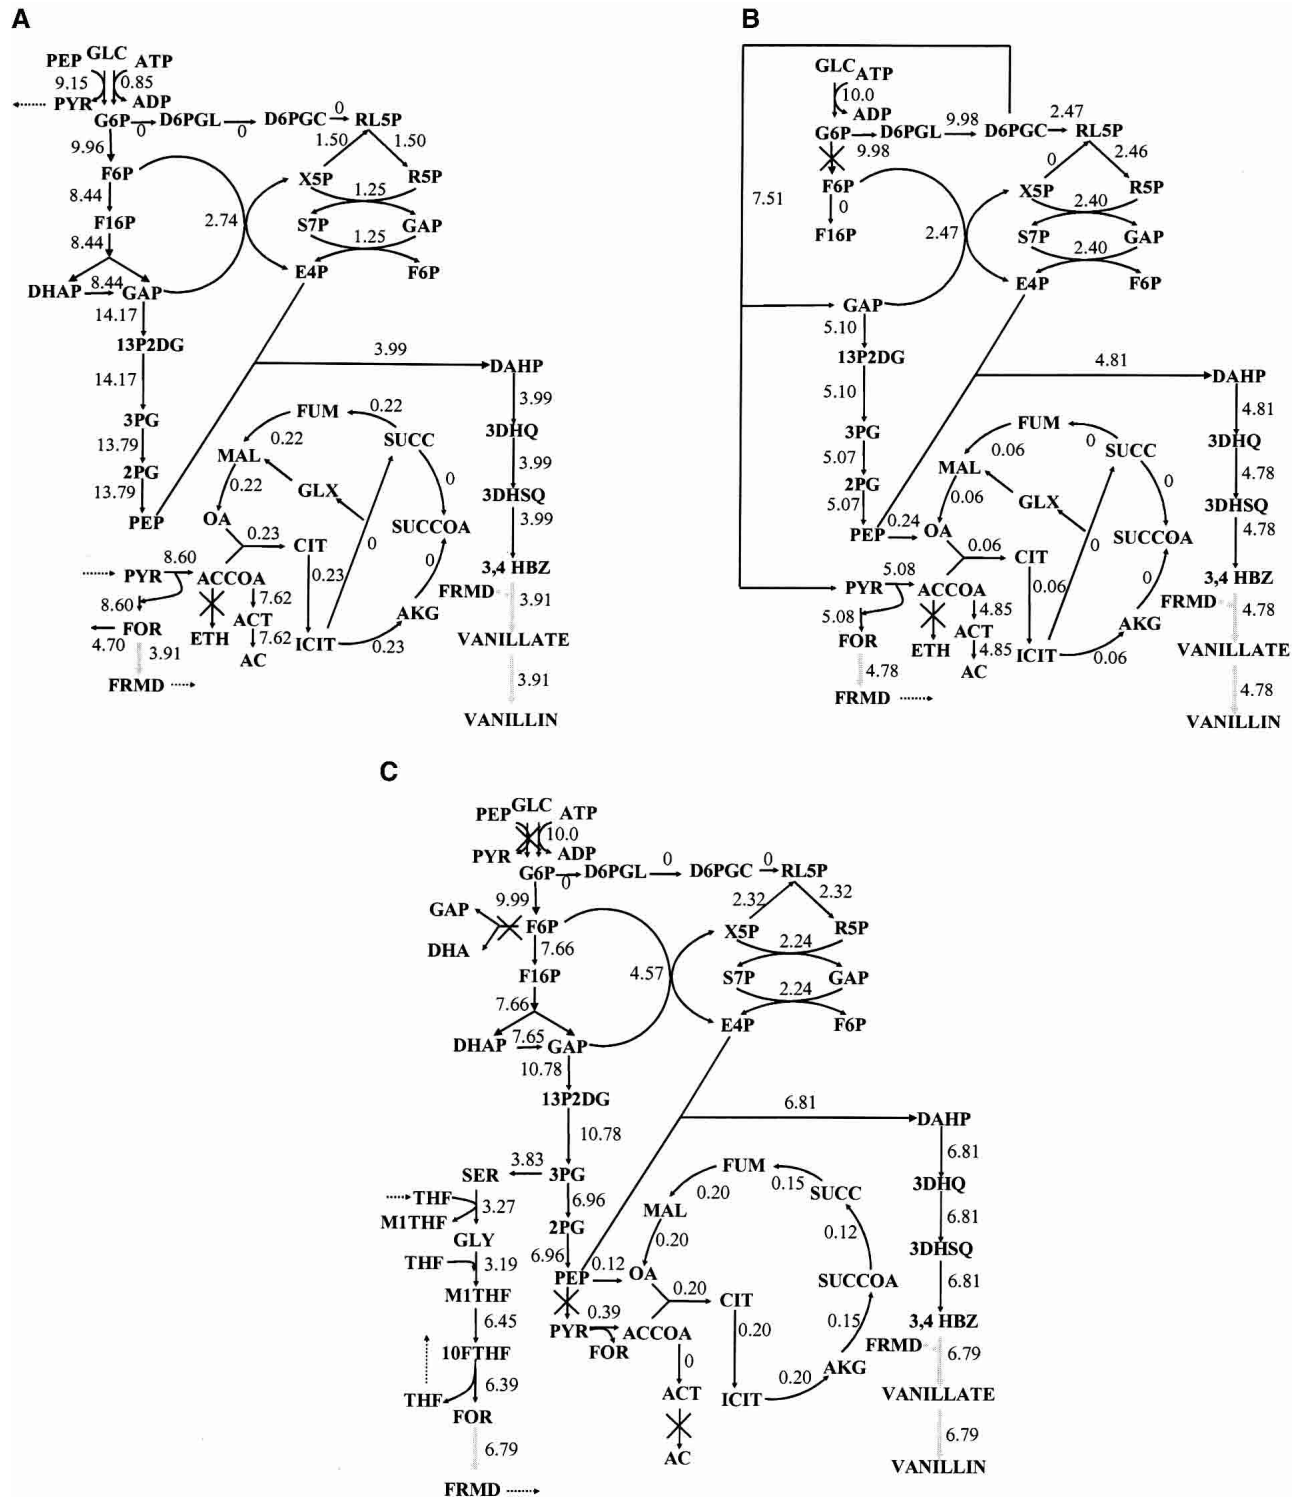 A
PEP GLC ATP
9.15 0.85
PYR ADP
G6P 0 D6PGL 0 D6PGC 0 RL5P
9.96 1.50 1.50
F6P X5P R5P
8.44 1.25
F16P 2.74 S7P GAP
8.44 1.25
DHAP 8.44 GAP E4P F6P
14.17
13P2DG
3.99
14.17 DAHP
3PG FUM 0.22 3.99
13.79 0.22 SUCC 3DHQ
2PG MAL 3.99
13.79 0.22 GLX 0 3DHSQ
PEP OA SUCCOA 3.99
0.23 CIT 0
8.60 0 3,4 HBZ
PYR ACCOA 0.23 FRMD
8.60 7.62 AKG 3.91
FOR ACT VANILLATE
4.70 3.91 ETH 7.62 ICIT 0.23
AC
FRMD 3.91
VANILLIN
B
GLC ATP
10.0
ADP
G6P D6PGL 9.98 D6PGC 2.47 RL5P
9.98 0 2.46
F6P X5P R5P
7.51 0 2.40
F16P 2.47 S7P GAP
2.40
E4P F6P
GAP
5.10
13P2DG
4.81
5.10 DAHP
3PG FUM 0 4.81
5.07 0.06 SUCC 3DHQ
2PG MAL 0 4.78
5.07 0.06 GLX 3DHSQ
PEP 0.24 OA SUCCOA 4.78
0.06 CIT 0
5.08 0 3,4 HBZ
PYR ACCOA 0.06 FRMD
5.08 4.85 AKG 4.78
FOR ACT VANILLATE
ETH 4.85 ICIT 0.06
4.78 AC
FRMD 4.78
VANILLIN
C
PEP GLC ATP
10.0
PYR ADP
G6P 0 D6PGL 0 D6PGC 0 RL5P
9.99 2.32 2.32
GAP F6P X5P R5P
DHA 7.66 2.24
F16P 4.57 S7P GAP
7.66 2.24
DHAP 7.65 GAP E4P F6P
10.78
13P2DG
6.81
10.78 DAHP
3.83 6.81
SER 3PG FUM 0.15 3DHQ
THF 3.27 6.96 0.20 SUCC
M1THF MAL 6.81
GLY 2PG 0.20 0.12 3DHSQ
THF 3.19 6.96 0.12 OA
PEP SUCCOA 6.81
M1THF 0.20 CIT
6.45 0.39 0.15 3,4 HBZ
PYR ACCOA 0.20 FRMD
10FTHF FOR 6.79
0 0.20 AKG
6.39 ACT ICIT VANILLATE
THF
FOR 6.79
6.79 AC VANILLIN
FRMD